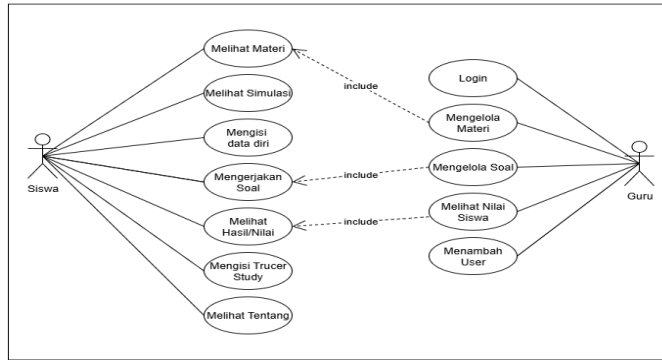 Melihat Materi
Melihat Simulasi
Mengisi
data diri
Mengerjakan
Soal
Melihat
Hasil/Nilai
Mengisi Trucer
Study
Melihat Tentang
Siswa
include
include
include
Login
Mengelola
Materi
Mengelola Soal
Melihat Nilai
Siswa
Menambah
User
Guru